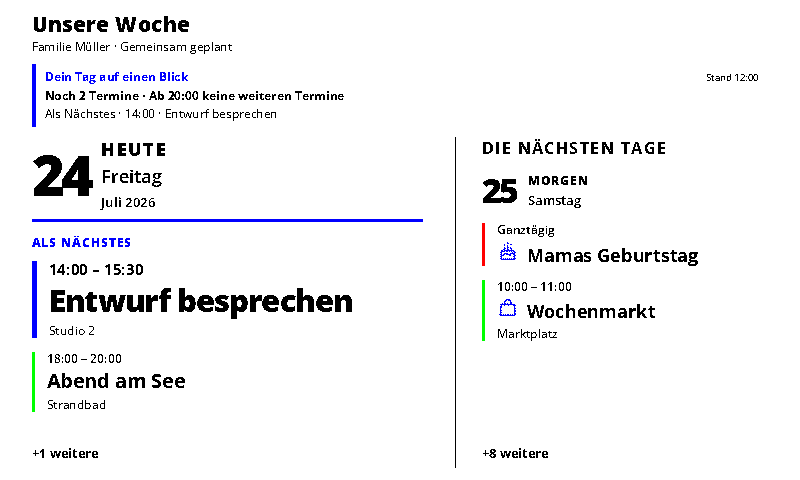 Unsere Woche
Familie Müller · Gemeinsam geplant
Dein Tag auf einen Blick
Stand 12:00
Noch 2 Termine · Ab 20:00 keine weiteren Termine
Als Nächstes · 14:00 · Entwurf besprechen
24
HEUTE
Freitag
Juli 2026
ALS NÄCHSTES
14:00 – 15:30
Entwurf besprechen
Studio 2
18:00 – 20:00
Abend am See
Strandbad
+1 weitere
DIE NÄCHSTEN TAGE
25
MORGEN
Samstag
Ganztägig
Mamas Geburtstag
10:00 – 11:00
Wochenmarkt
Marktplatz
+8 weitere